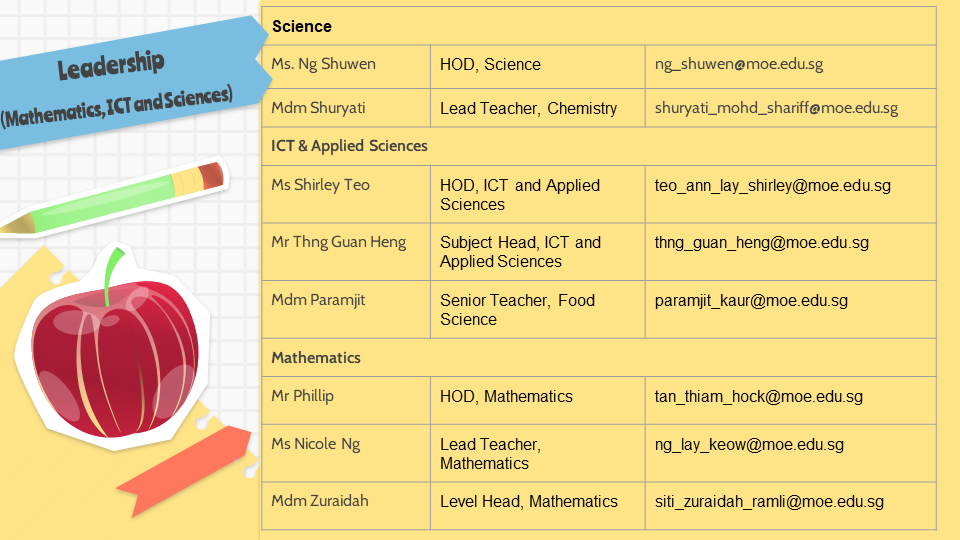 Leadership
(Mathematics, ICT and Sciences)
Science
Ms. Ng Shuwen HOD, Science ng_shuwen@moe.edu.sg
Mdm Shuryati Lead Teacher, Chemistry shuryati_mohd_shariff@moe.edu.sg
ICT & Applied Sciences
Ms Shirley Teo HOD, ICT and Applied teo_ann_lay_shirley@moe.edu.sg
Sciences
Mr Thng Guan Heng Subject Head, ICT and thng_guan_heng@moe.edu.sg
Applied Sciences
Mdm Paramjit Senior Teacher, Food paramjit_kaur@moe.edu.sg
Science
Mathematics
Mr Phillip HOD, Mathematics tan_thiam_hock@moe.edu.sg
Ms Nicole Ng Lead Teacher, ng_lay_keow@moe.edu.sg
Mathematics
Mdm Zuraidah Level Head, Mathematics siti_zuraidah_ramli@moe.edu.sg